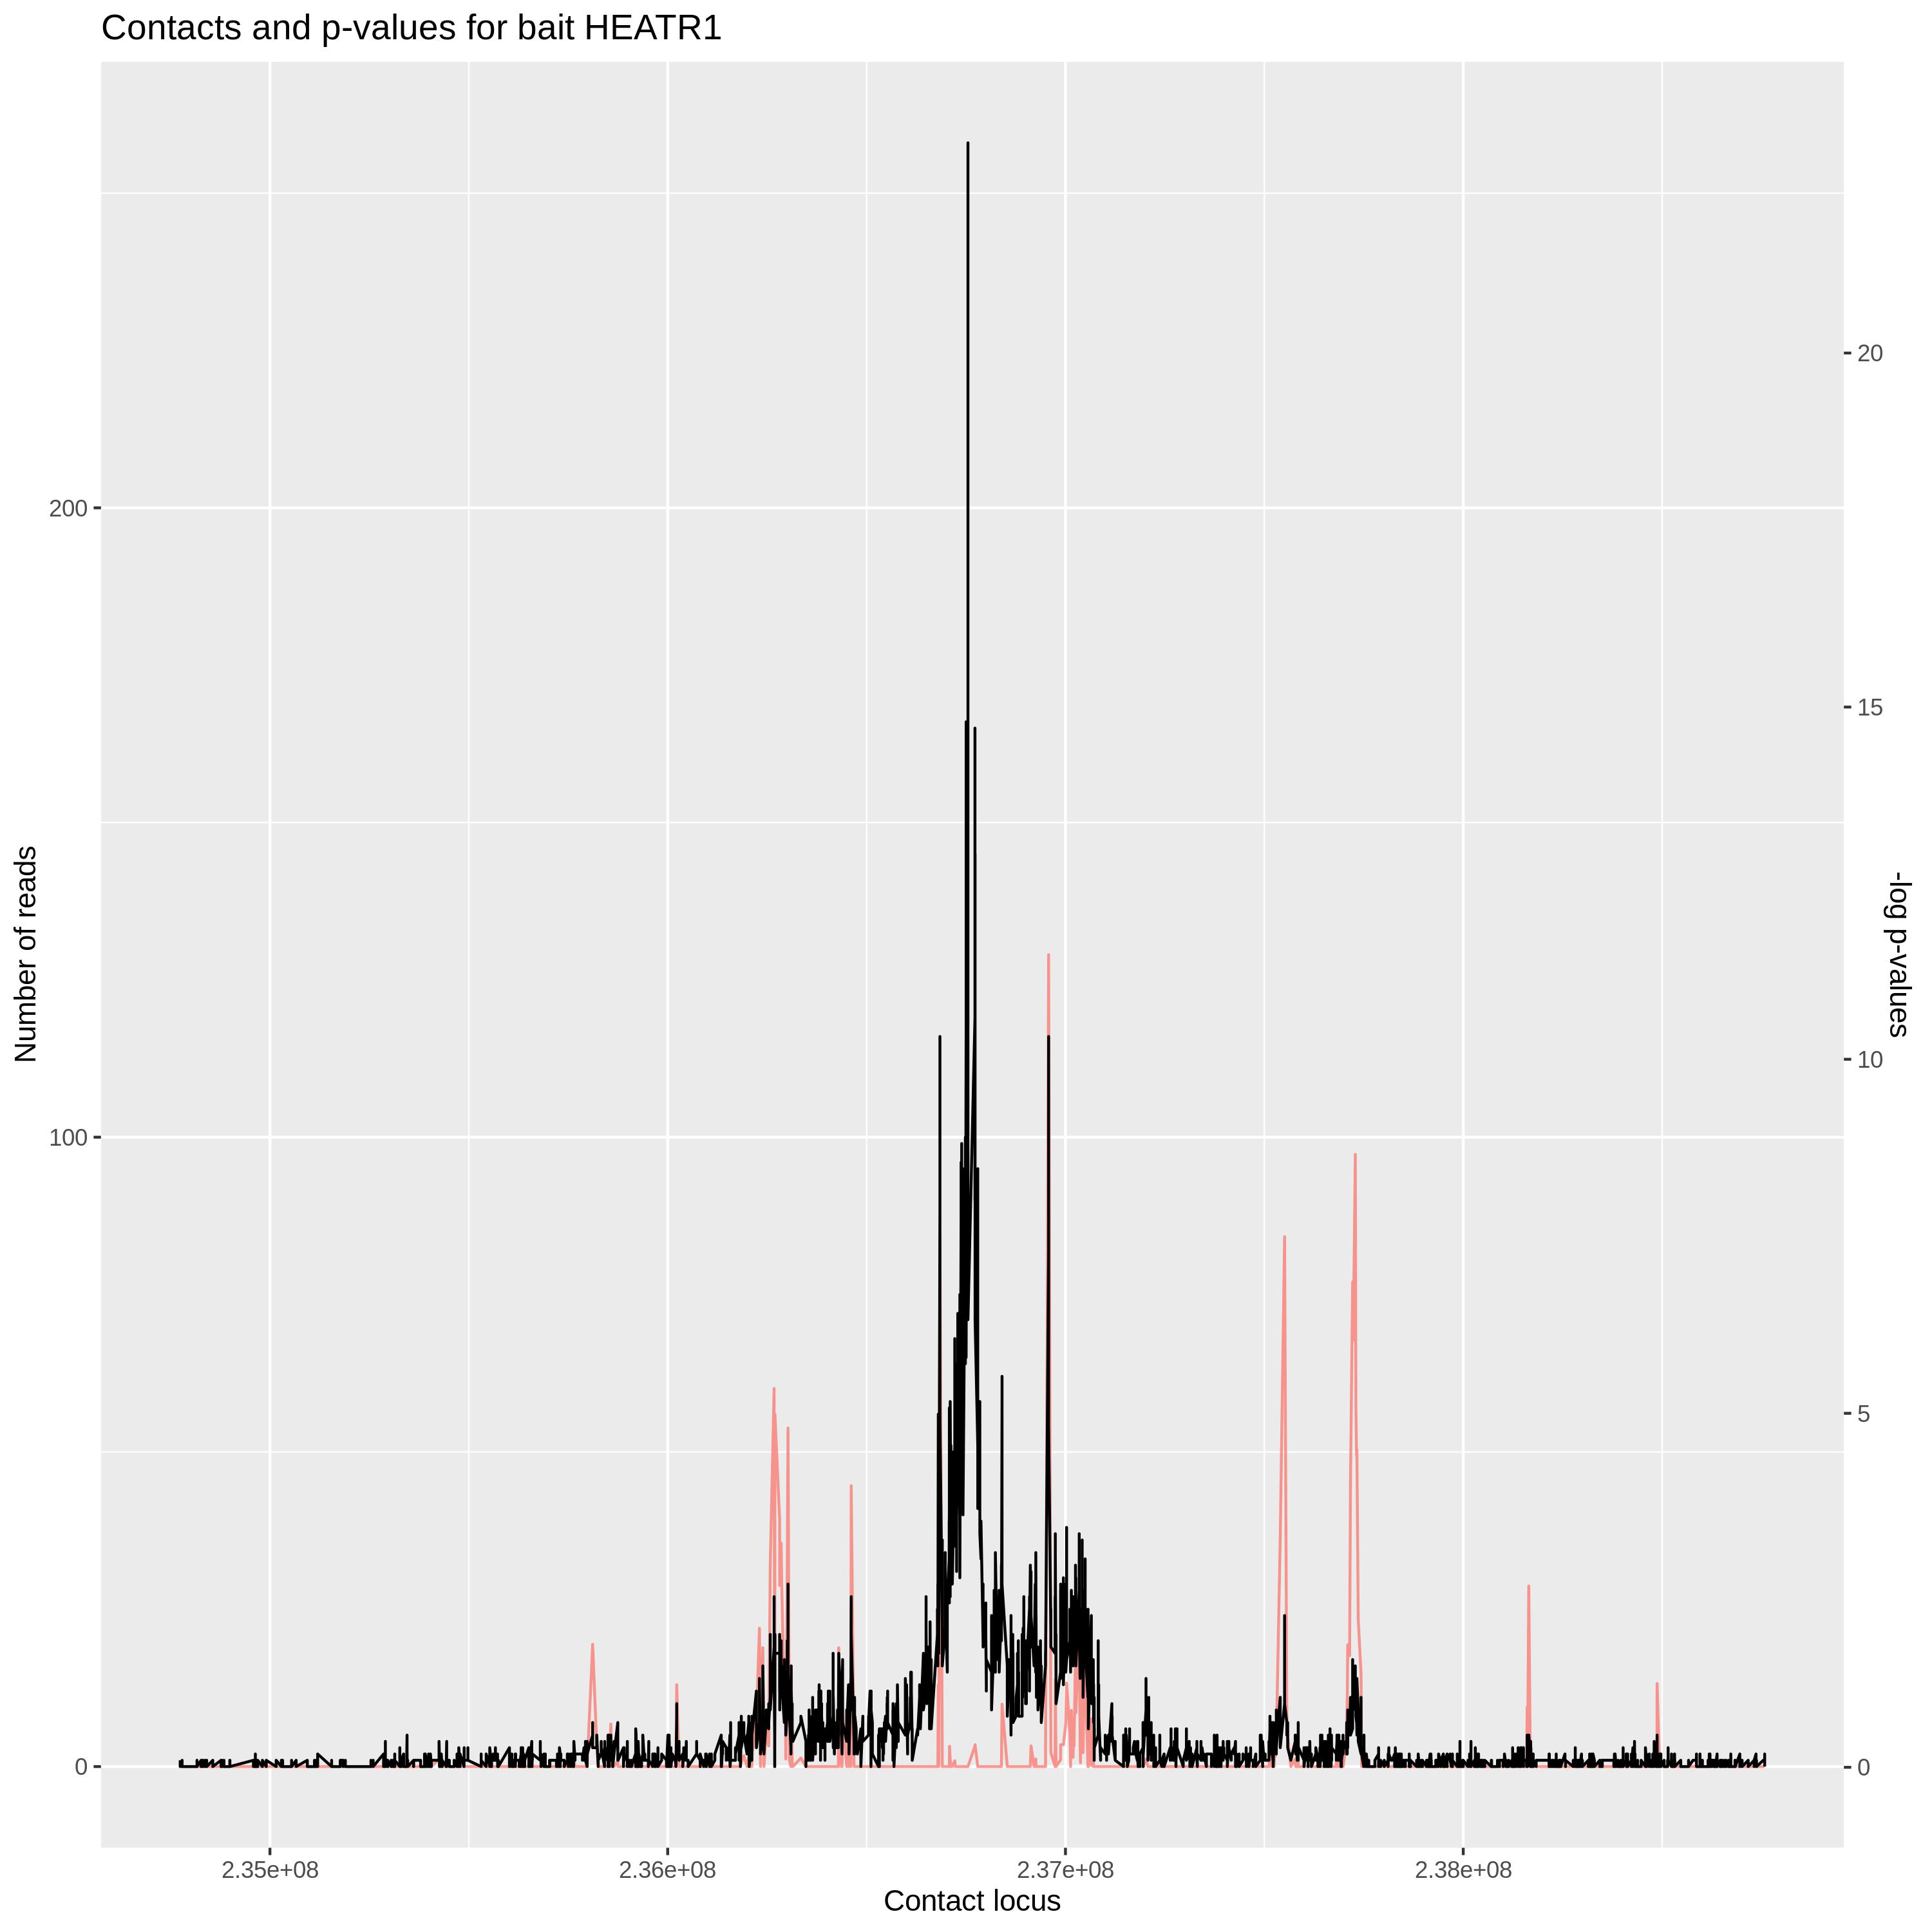 Contacts and p-values for bait HEATR1
Number of reads
200
100
0
20
15
10
5
0
-log p-values
2.35e+08
2.36e+08
2.37e+08
2.38e+08
Contact locus